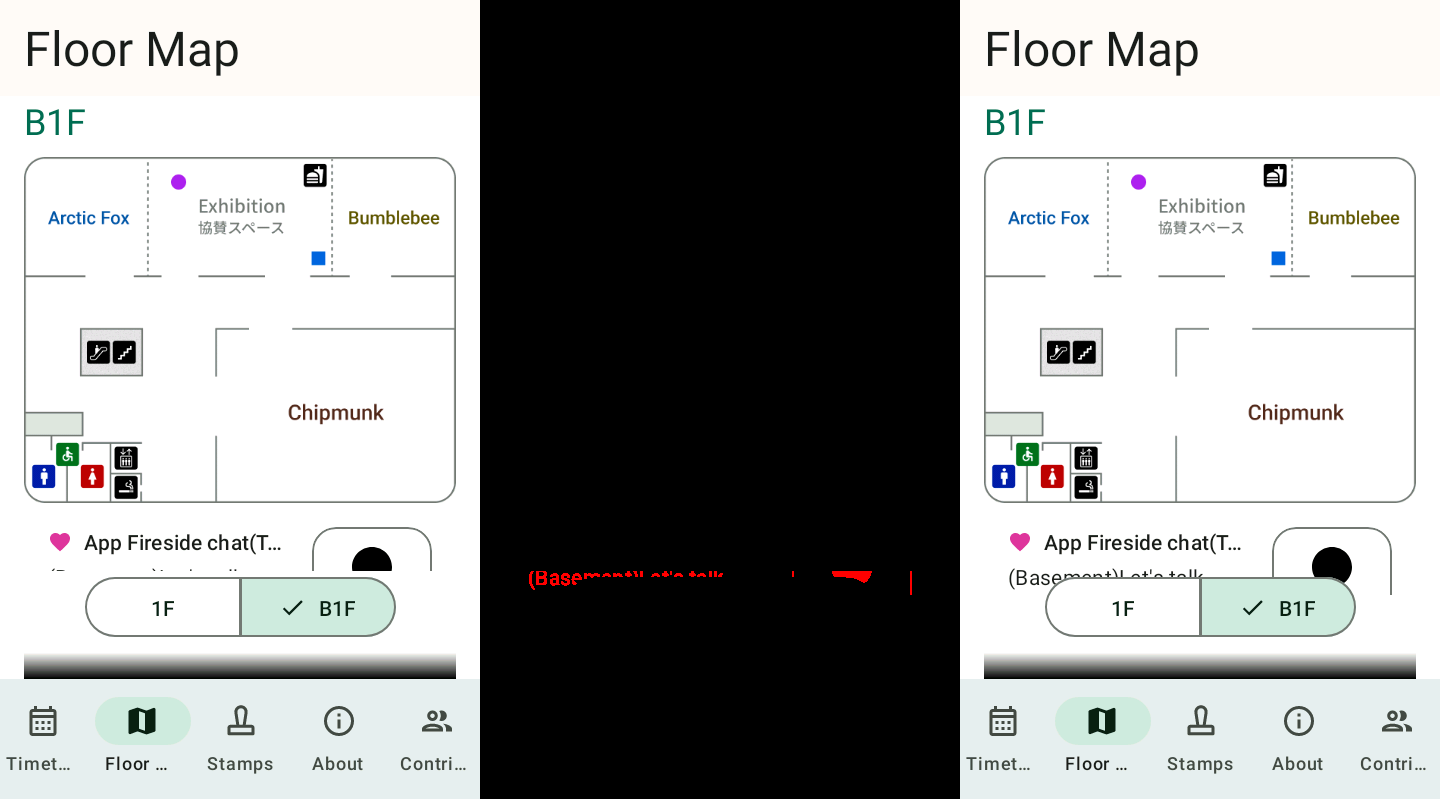 Floor Map
B1F
Arctic Fox
Exhibition
協賛スペース
Bumblebee
Chipmunk
App Fireside chat(T...
1F
B1F
Timet...
Floor ...
Stamps
About
Contri...
(Basement)Let's talk
Floor Map
B1F
Arctic Fox
Exhibition
協賛スペース
Bumblebee
Chipmunk
App Fireside chat(T...
(Basement)Let's talk
1F
B1F
Timet...
Floor ...
Stamps
About
Contri...